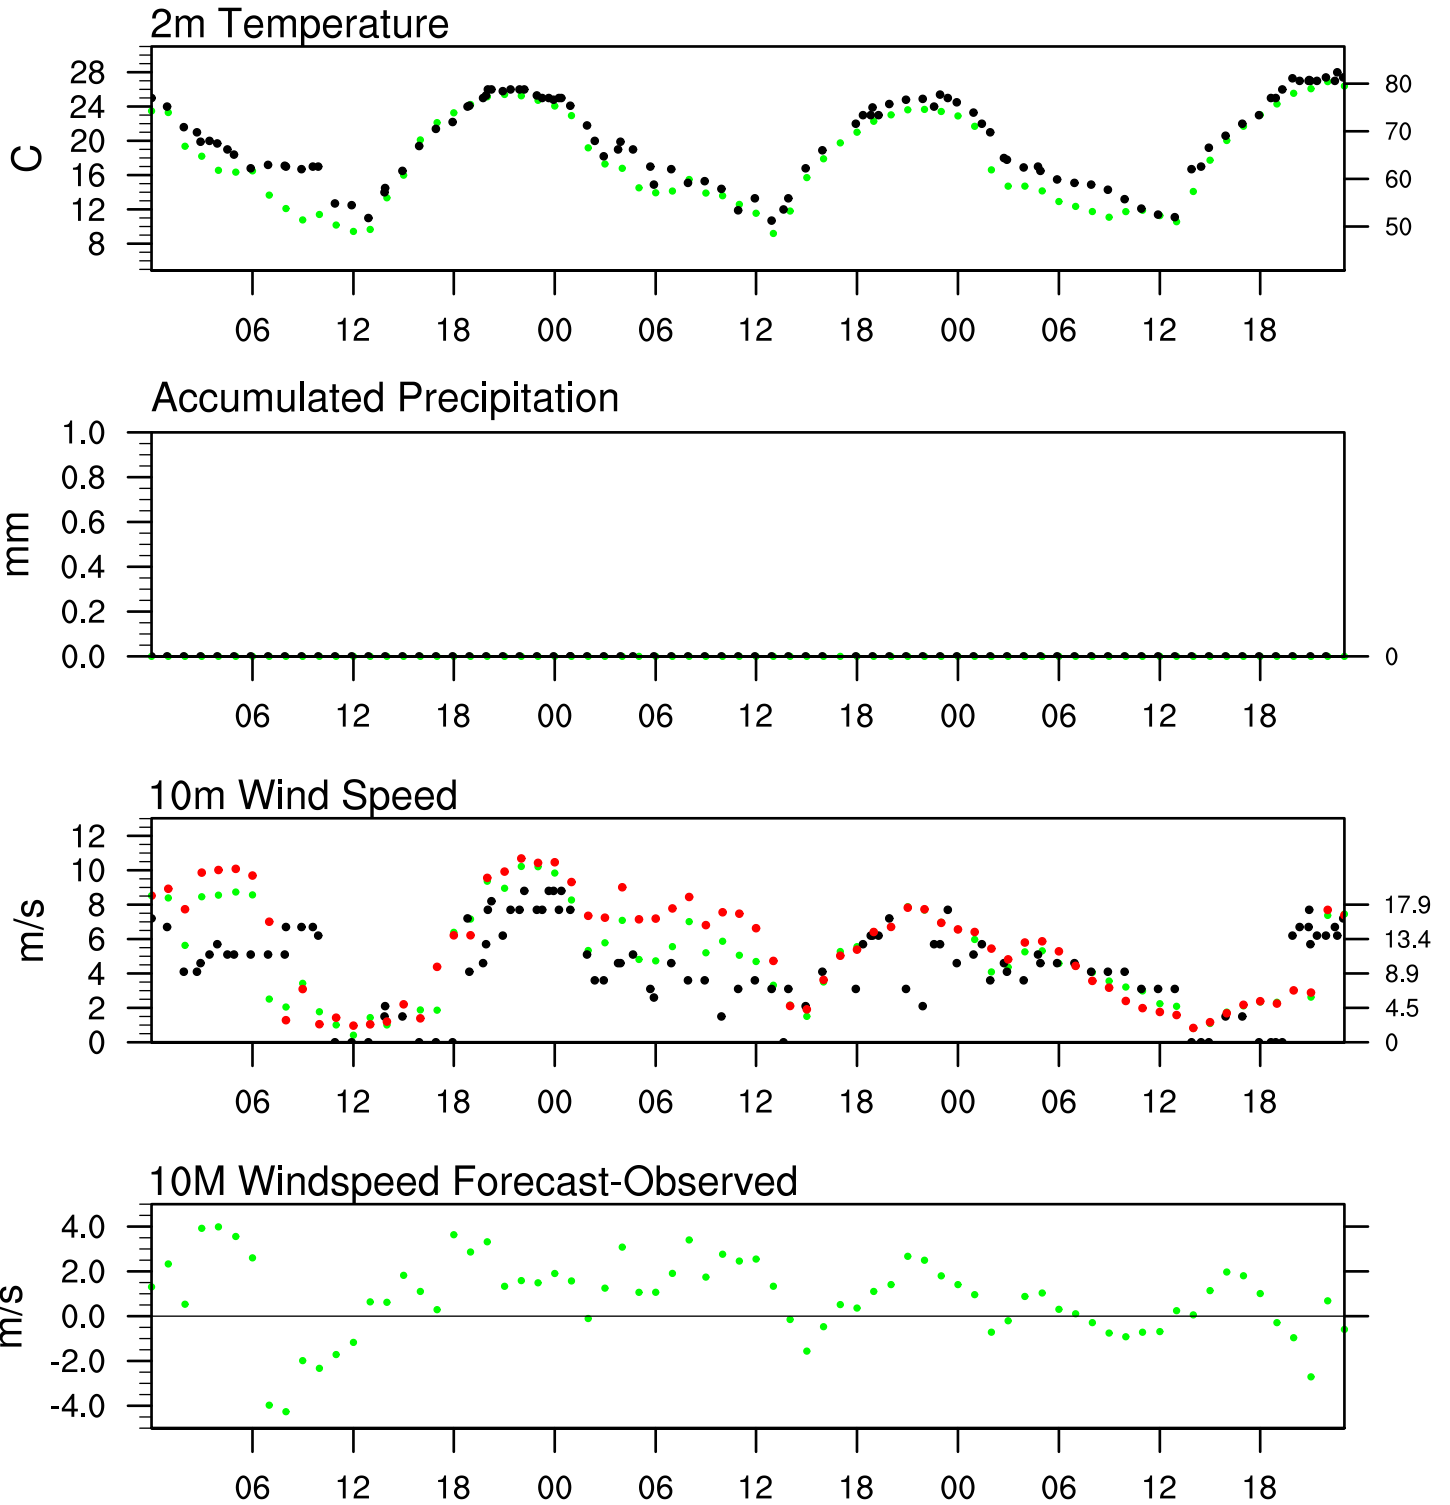 2m Temperature
C
28
24
20
16
12
8
80
70
60
50
06 12 18 00 06 12 18 00 06 12 18
Accumulated Precipitation
mm
1.0
0.8
0.6
0.4
0.2
0.0
0
06 12 18 00 06 12 18 00 06 12 18
10m Wind Speed
m/s
12
10
8
6
4
2
0
17.9
13.4
8.9
4.5
0
06 12 18 00 06 12 18 00 06 12 18
10M Windspeed Forecast-Observed
m/s
4.0
2.0
0.0
-2.0
-4.0
06 12 18 00 06 12 18 00 06 12 18